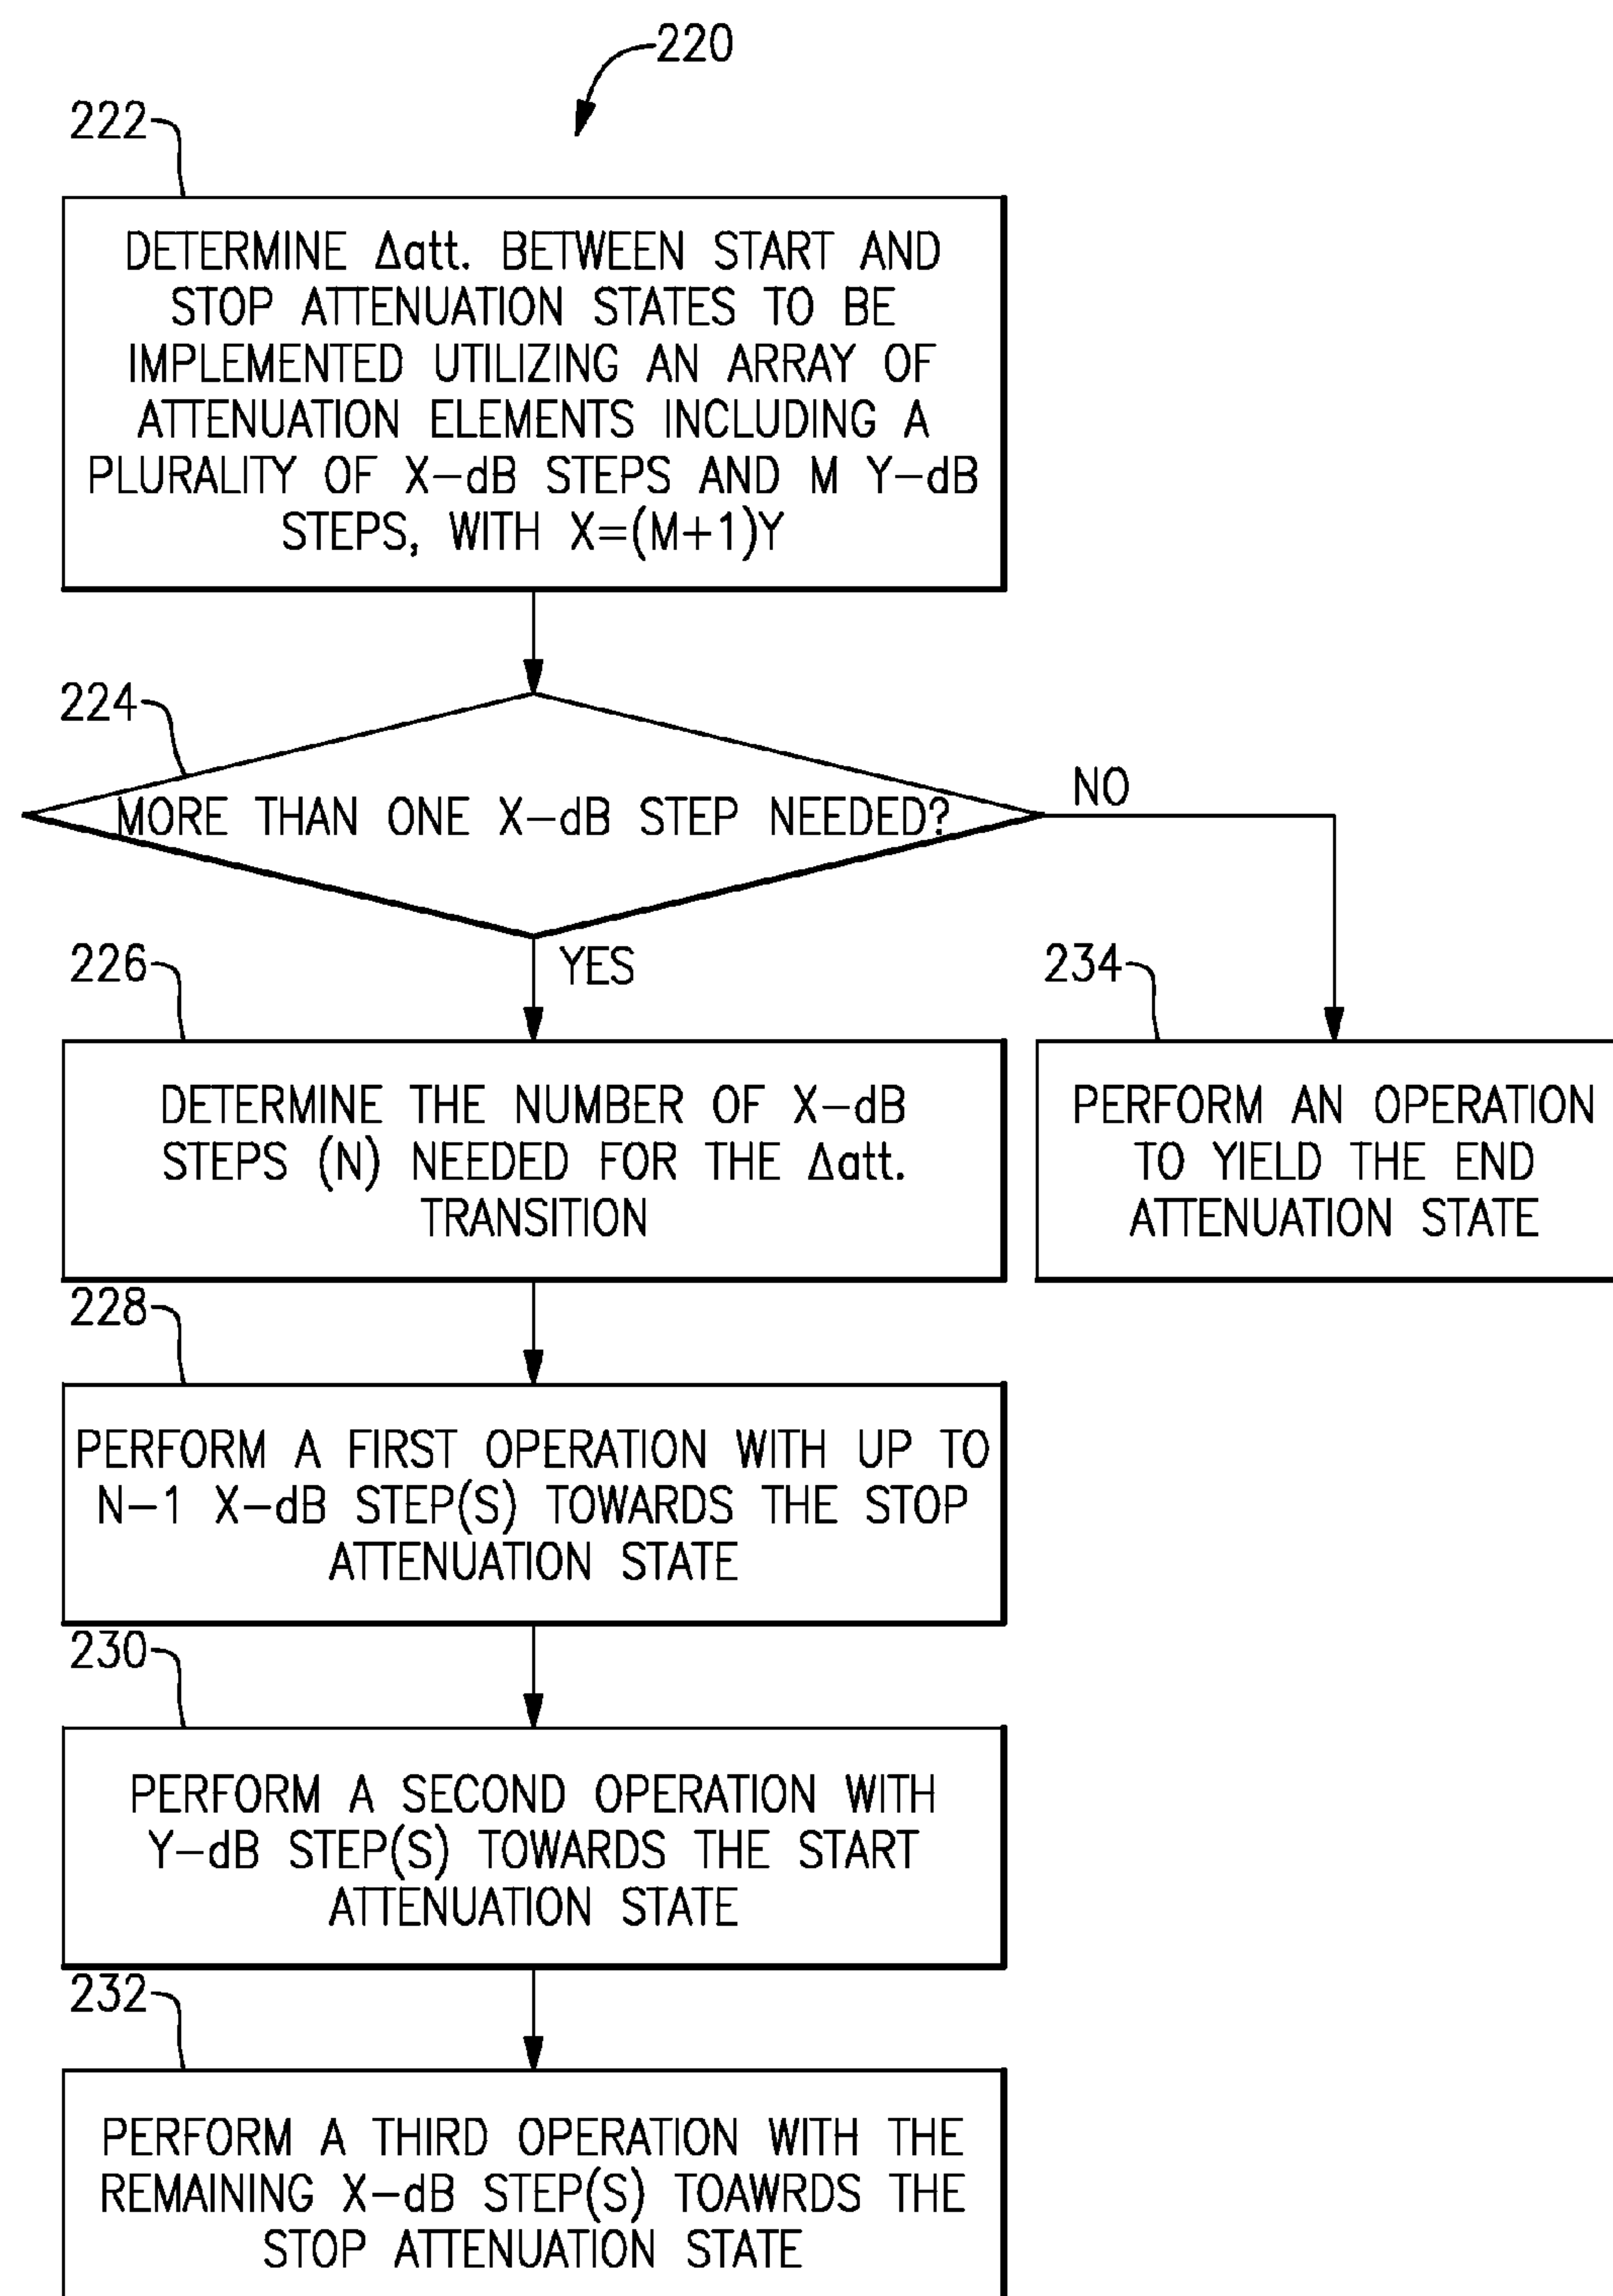 220
222
DETERMINE Δatt. BETWEEN START AND
STOP ATTENUATION STATES TO BE
IMPLEMENTED UTILIZING AN ARRAY OF
ATTENUATION ELEMENTS INCLUDING A
PLURALITY OF X-dB STEPS AND M Y-dB
STEPS, WITH X=(M+1)Y
224
MORE THAN ONE X-dB STEP NEEDED?
NO
YES
226
DETERMINE THE NUMBER OF X-dB
STEPS (N) NEEDED FOR THE Δatt.
TRANSITION
234
PERFORM AN OPERATION
TO YIELD THE END
ATTENUATION STATE
228
PERFORM A FIRST OPERATION WITH UP TO
N-1 X-dB STEP(S) TOWARDS THE STOP
ATTENUATION STATE
230
PERFORM A SECOND OPERATION WITH
Y-dB STEP(S) TOWARDS THE START
ATTENUATION STATE
232
PERFORM A THIRD OPERATION WITH THE
REMAINING X-dB STEP(S) TOAWRDS THE
STOP ATTENUATION STATE